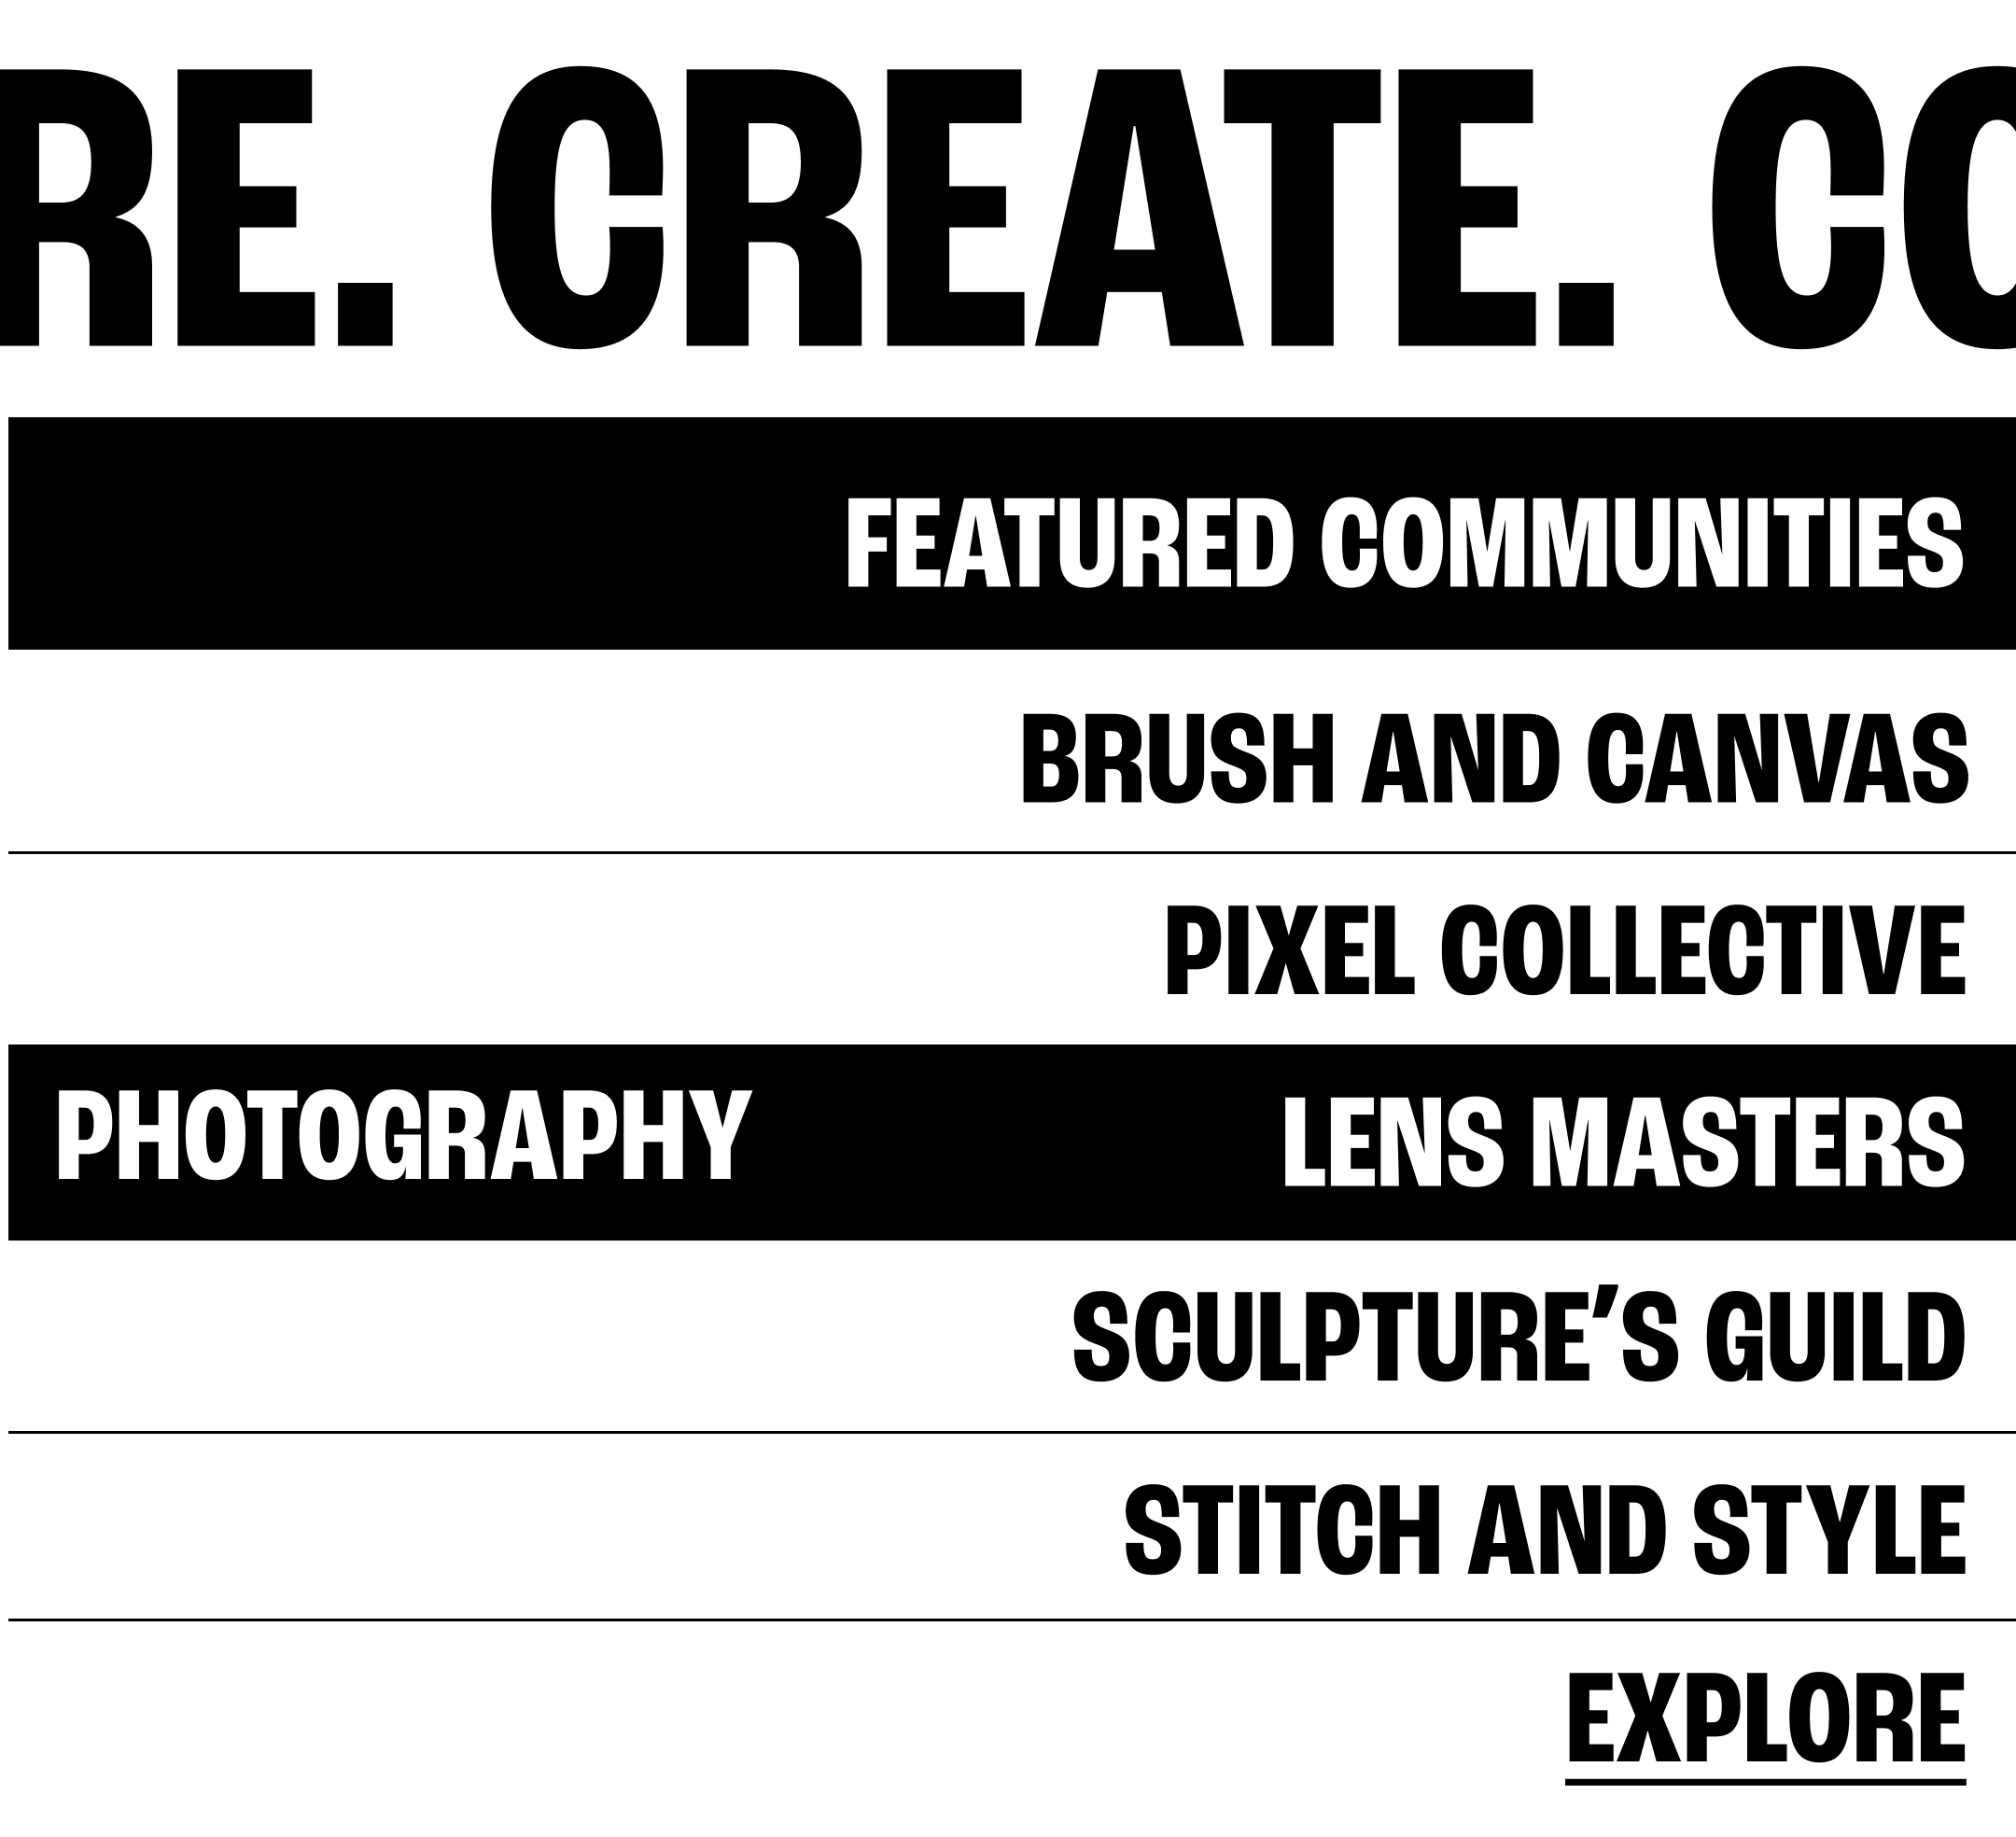 RE. CREATE. CO
FEATURED COMMUNITIES
BRUSH AND CANVAS
PIXEL COLLECTIVE
PHOTOGRAPHY LENS MASTERS
SCULPTURE'S GUILD
STITCH AND STYLE
EXPLORE